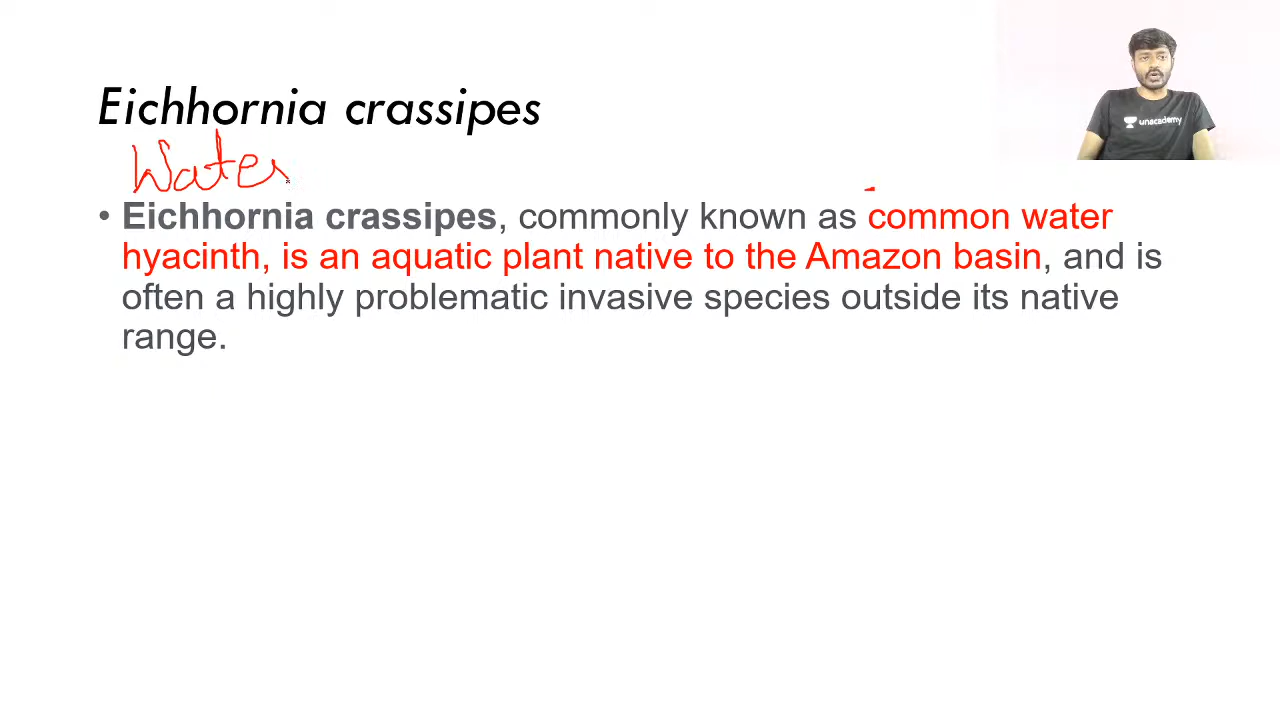 Eichhornia crassipes
Water
• Eichhornia crassipes, commonly known as common water
hyacinth, is an aquatic plant native to the Amazon basin, and is
often a highly problematic invasive species outside its native
range.
unacademy